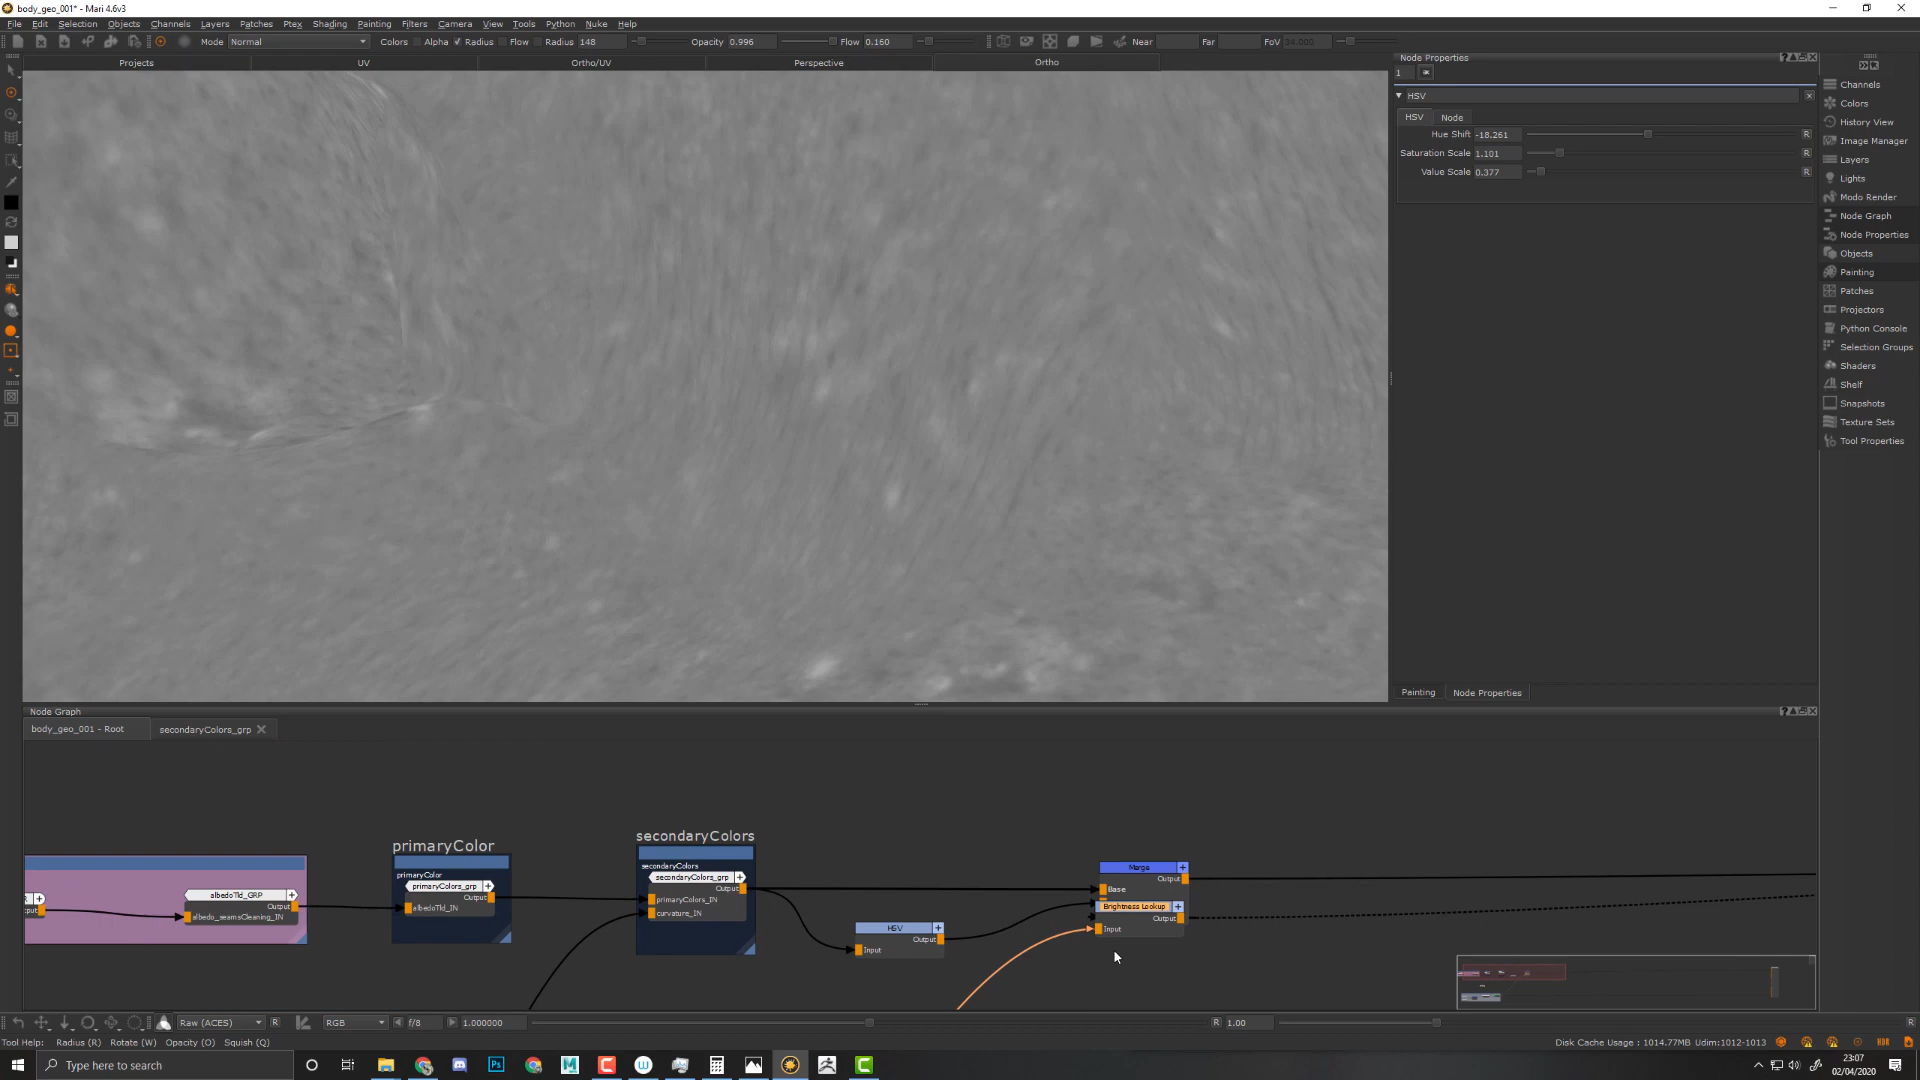 body_geo_001* - Mari 4.6v3
File Edit Selection Objects Channels Layers Patches Ptex Shading Painting Filters Camera View Tools Python Nuke Help
Mode Normal Colors Alpha Radius Flow Radius 148 Opacity 0.996 Flow 0.160 Near Far FoV 34.000
Projects UV Ortho/UV Perspective Ortho
Node Properties
1
HSV
HSV Node
Hue Shift -18.261 R
Saturation Scale 1.101 R
Value Scale 0.377 R
Channels
Colors
History View
Image Manager
Layers
Lights
Modo Render
Node Graph
Node Properties
Objects
Painting
Patches
Projectors
Python Console
Selection Groups
Shaders
Shelf
Snapshots
Texture Sets
Tool Properties
Painting Node Properties
Node Graph
body_geo_001 - Root secondaryColors_grp
primaryColor
secondaryColors
albedoTld_GRP
Output
albedo_seamsCleaning_IN
primaryColor
primaryColors_grp
Output
albedoTld_IN
secondaryColors
secondaryColors_grp
Output
primaryColors_IN
curvature_IN
HSV
Output
Input
Merge
Output
Base
Brightness Lookup
Output
Input
Raw (ACES) R RGB f/8 1.000000 R 1.00 R
Tool Help: Radius (R) Rotate (W) Opacity (O) Squish (Q)
Disk Cache Usage : 1014.77MB Udim:1012-1013
Type here to search
23:07
02/04/2020